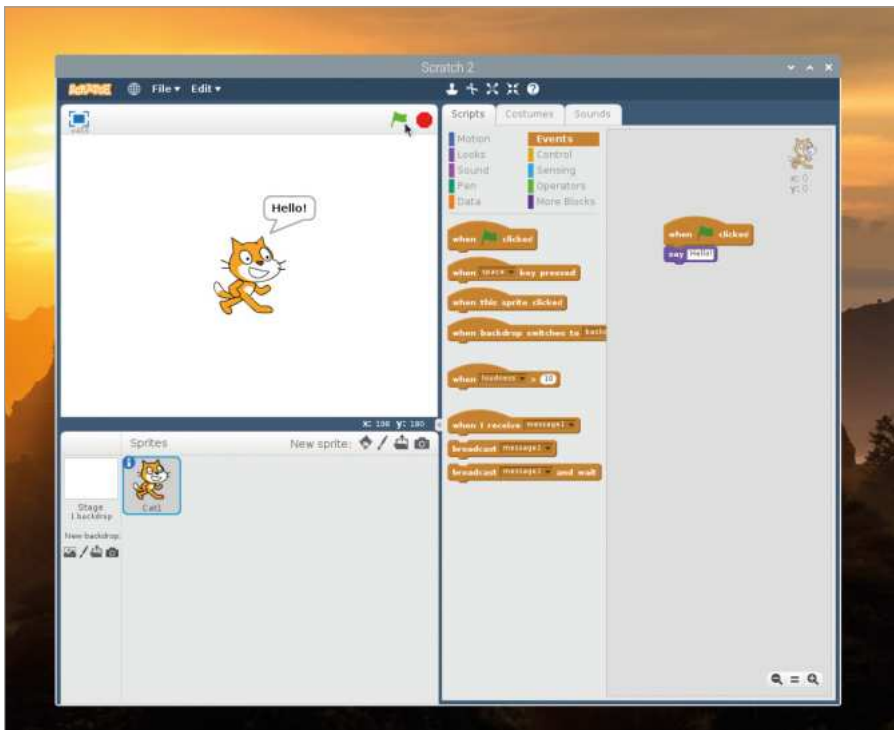 Scratch 2
SCRATCH File Edit
Scripts Costumes Sounds
Motion Events
Looks Control
Sound Sensing
Pen Operators
Data More Blocks
Hello!
when clicked
when space key pressed
when this sprite clicked
when backdrop switches to
when loudness > 10
when I receive message1
broadcast message1
broadcast message1 and wait
x: 0
y: 0
when clicked
say Hello!
y: 180
Sprites New sprite:
Stage
1 backdrop
New backdrop:
Cat1